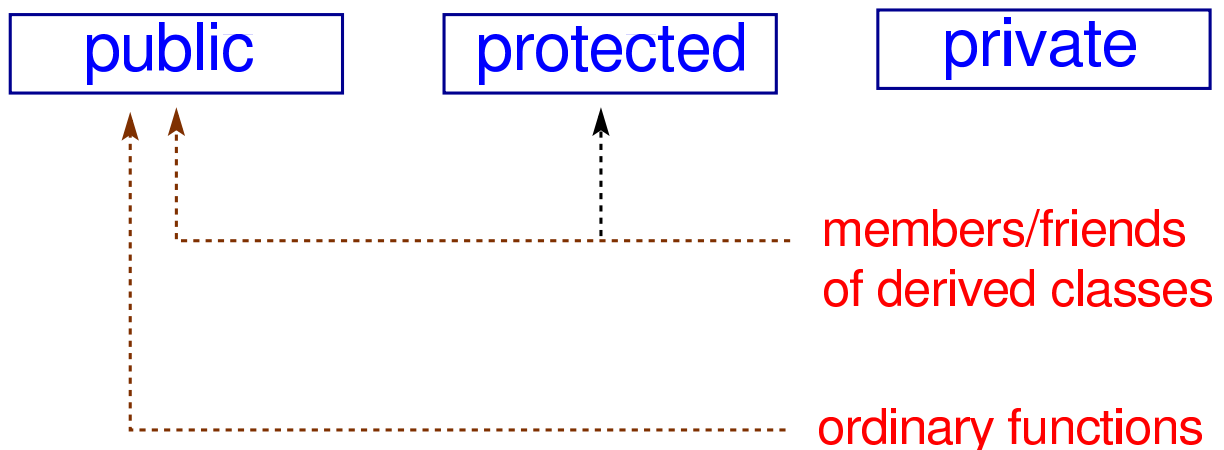 public
protected
private
members/friends
of derived classes
ordinary functions